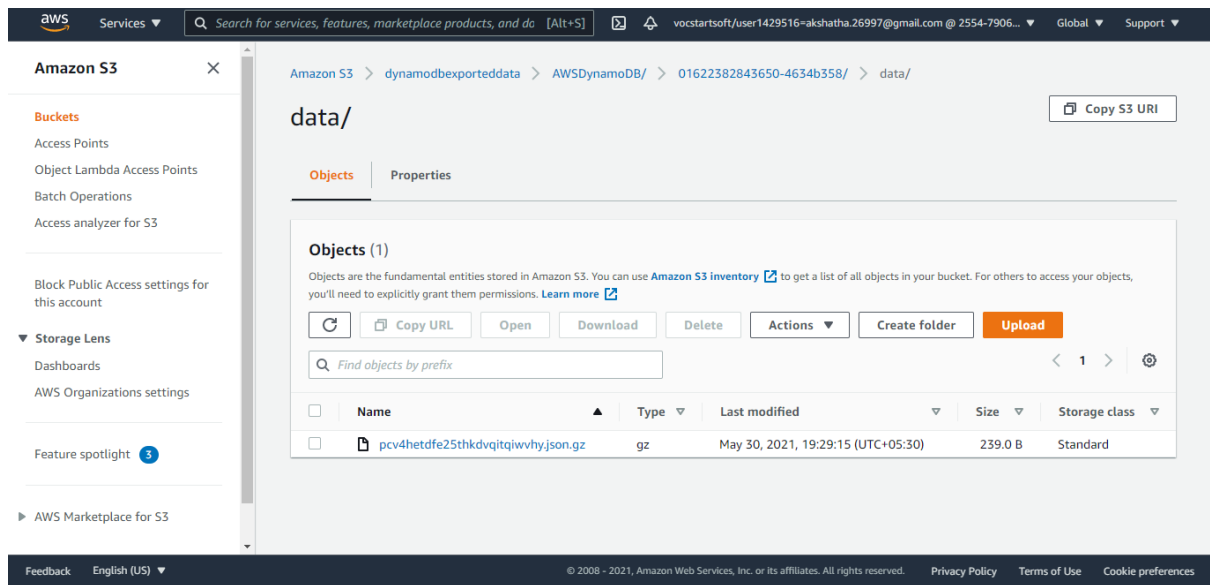 aws Services ▼ Search for services, features, marketplace products, and do [Alt+S] vocstartsoft/user1429516=akshatha.26997@gmail.com @ 2554-7906... ▼ Global ▼ Support ▼
Amazon S3
Buckets
Access Points
Object Lambda Access Points
Batch Operations
Access analyzer for S3
Block Public Access settings for
this account
Storage Lens
Dashboards
AWS Organizations settings
Feature spotlight 3
AWS Marketplace for S3
Amazon S3 > dynamodbexporteddata > AWSDynamoDB/ > 01622382843650-4634b358/ > data/
data/
Copy S3 URI
Objects Properties
Objects (1)
Objects are the fundamental entities stored in Amazon S3. You can use Amazon S3 inventory to get a list of all objects in your bucket. For others to access your objects,
you'll need to explicitly grant them permissions. Learn more
Copy URL Open Download Delete Actions ▼ Create folder Upload
Find objects by prefix
< 1 >
Name ▲ Type ▽ Last modified ▽ Size ▽ Storage class ▽
pcv4hetdfe25thkdvqitqiwvhy.json.gz gz May 30, 2021, 19:29:15 (UTC+05:30) 239.0 B Standard
Feedback English (US) ▼ © 2008 - 2021, Amazon Web Services, Inc. or its affiliates. All rights reserved. Privacy Policy Terms of Use Cookie preferences